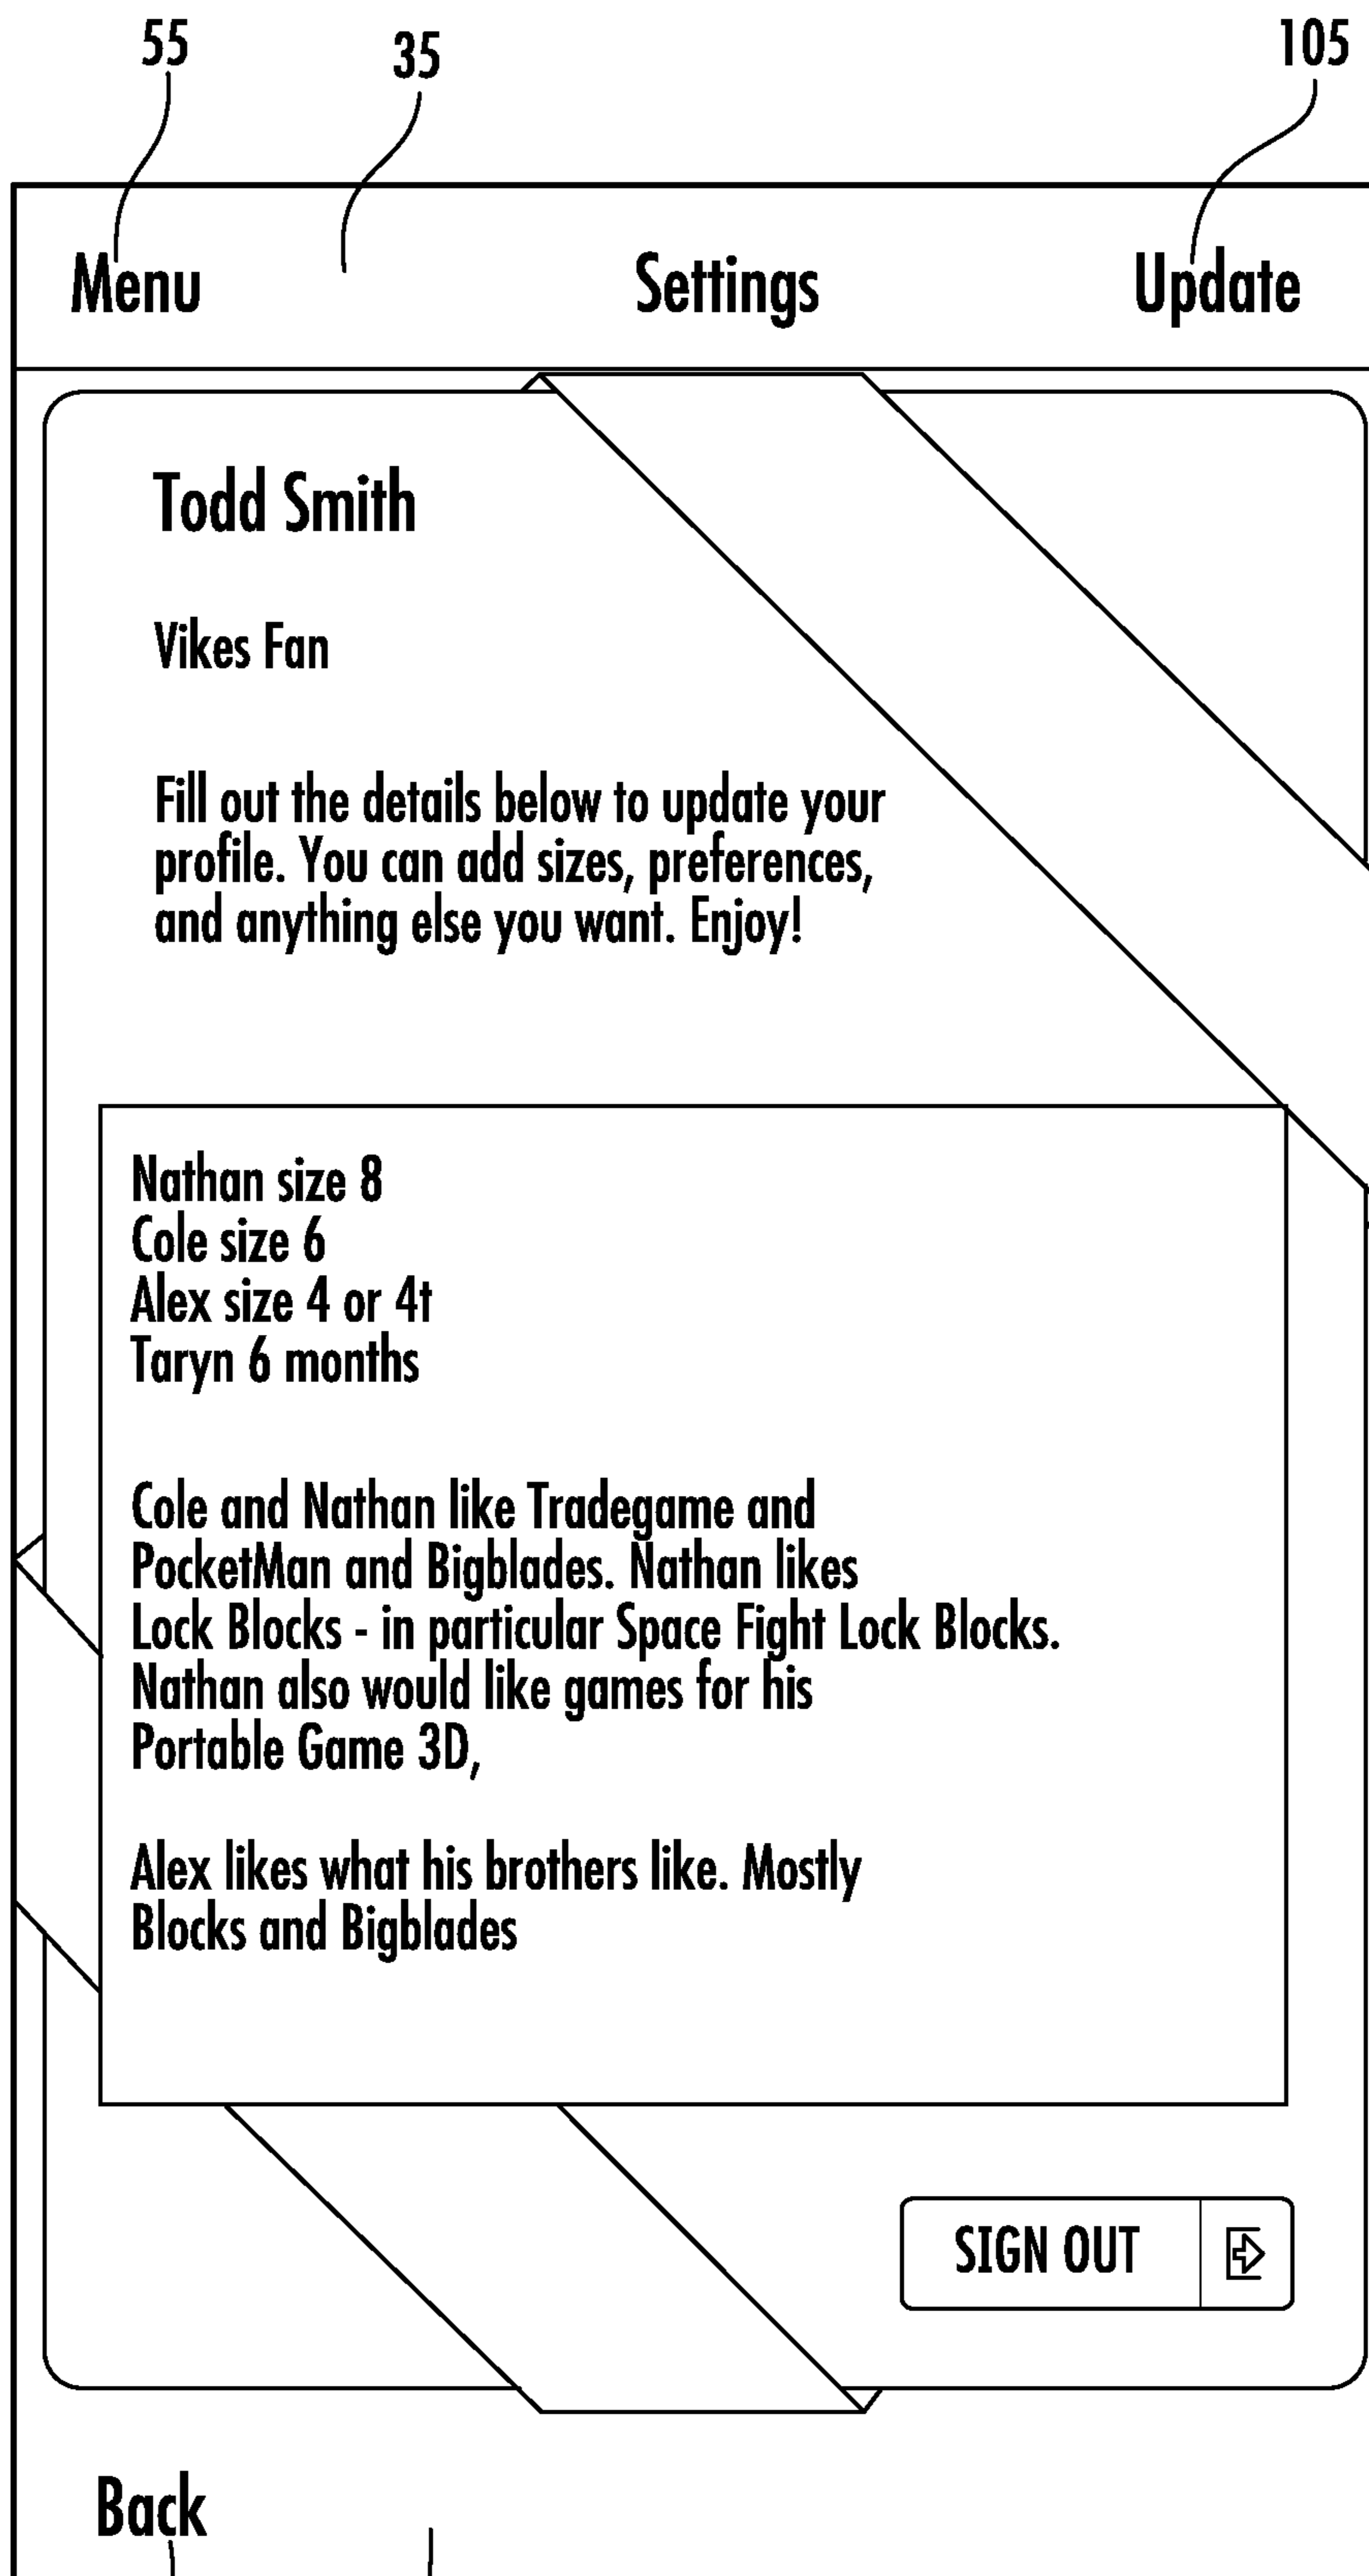 55 35 105
Menu Settings Update
Todd Smith
Vikes Fan
Fill out the details below to update your
profile. You can add sizes, preferences,
and anything else you want. Enjoy!
Nathan size 8
Cole size 6
Alex size 4 or 4t
Taryn 6 months
Cole and Nathan like Tradegame and
PocketMan and Bigblades. Nathan likes
Lock Blocks - in particular Space Fight Lock Blocks.
Nathan also would like games for his
Portable Game 3D,
Alex likes what his brothers like. Mostly
Blocks and Bigblades
SIGN OUT
Back